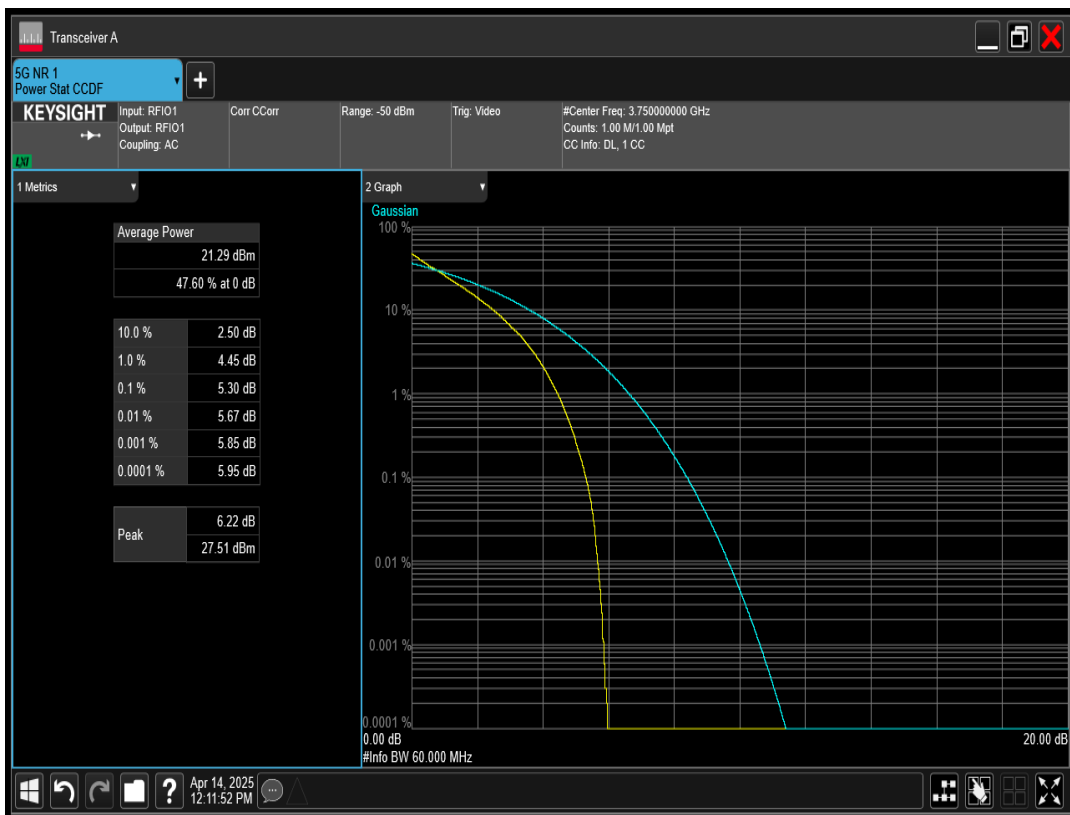 Transceiver A
5G NR 1
Power Stat CCDF
+
KEYSIGHT
LXI
Input: RFIO1
Output: RFIO1
Coupling: AC
Corr CCorr
Range: -50 dBm
Trig: Video
#Center Freq: 3.750000000 GHz
Counts: 1.00 M/1.00 Mpt
CC Info: DL, 1 CC
1 Metrics
Average Power
21.29 dBm
47.60 % at 0 dB
10.0 % 2.50 dB
1.0 % 4.45 dB
0.1 % 5.30 dB
0.01 % 5.67 dB
0.001 % 5.85 dB
0.0001 % 5.95 dB
Peak
6.22 dB
27.51 dBm
2 Graph
Gaussian
100 %
10 %
1 %
0.1 %
0.01 %
0.001 %
0.0001 %
0.00 dB 20.00 dB
#Info BW 60.000 MHz
?
Apr 14, 2025
12:11:52 PM